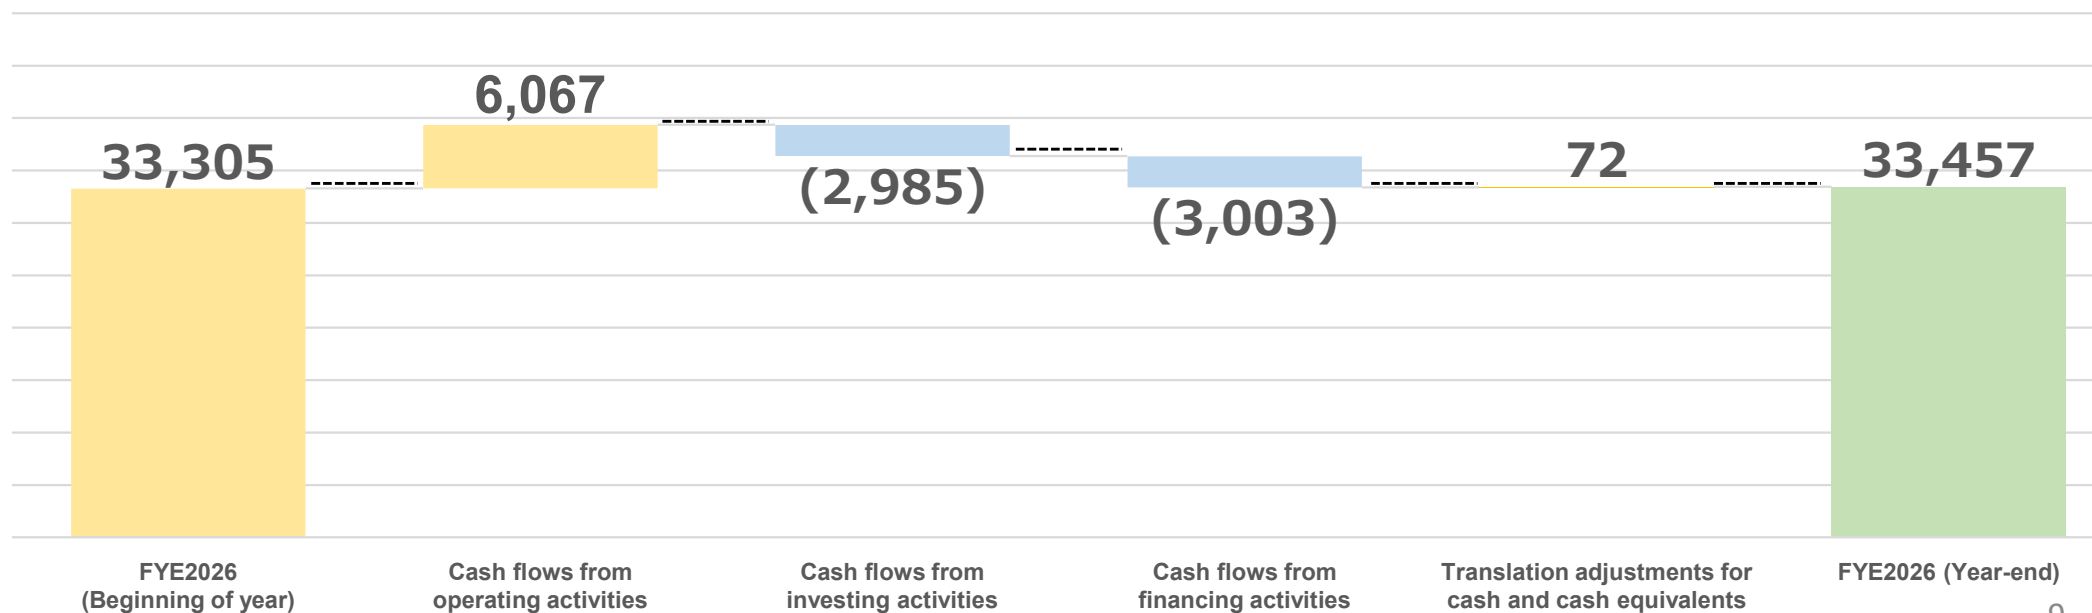 6,067
33,305
72
33,457
(2,985)
(3,003)
FYE2026
(Beginning of year)
Cash flows from
operating activities
Cash flows from
investing activities
Cash flows from
financing activities
Translation adjustments for
cash and cash equivalents
FYE2026 (Year-end)